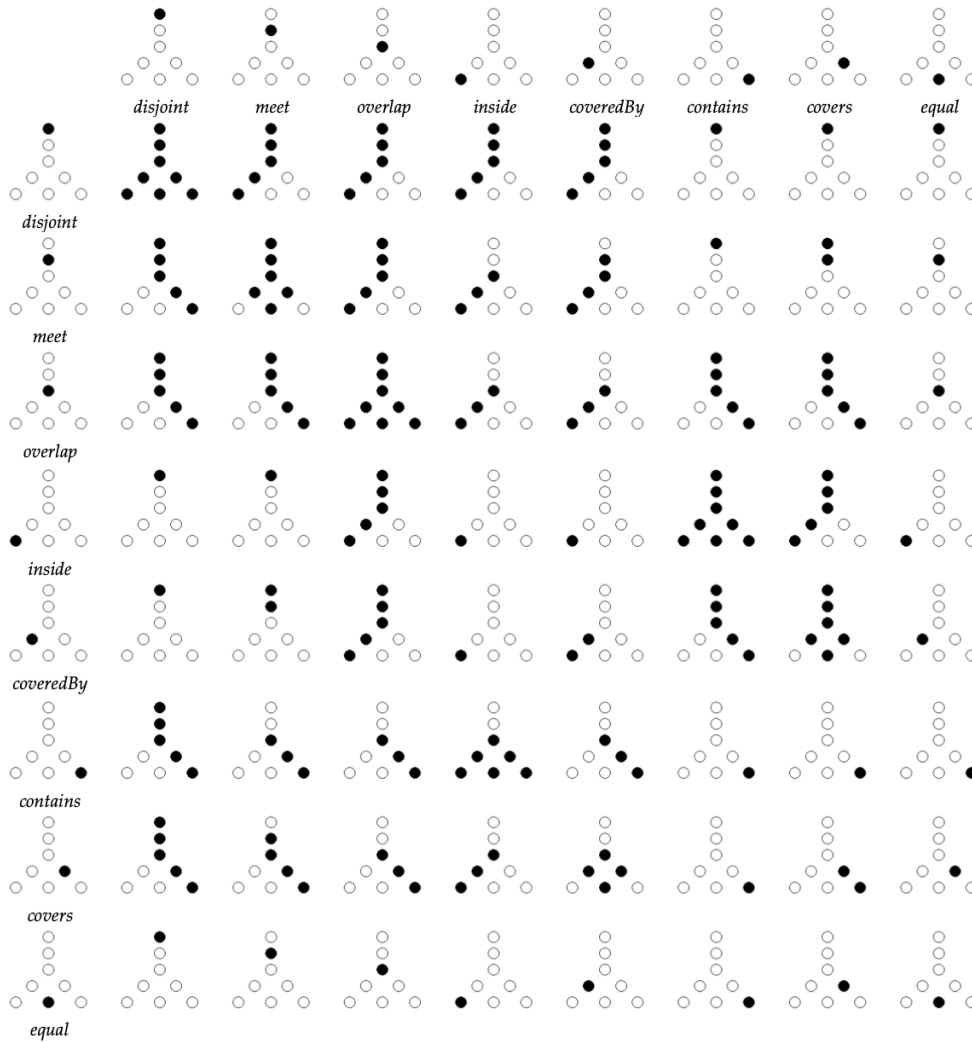 disjoint meet overlap inside coveredBy contains covers equal
disjoint
meet
overlap
inside
coveredBy
contains
covers
equal